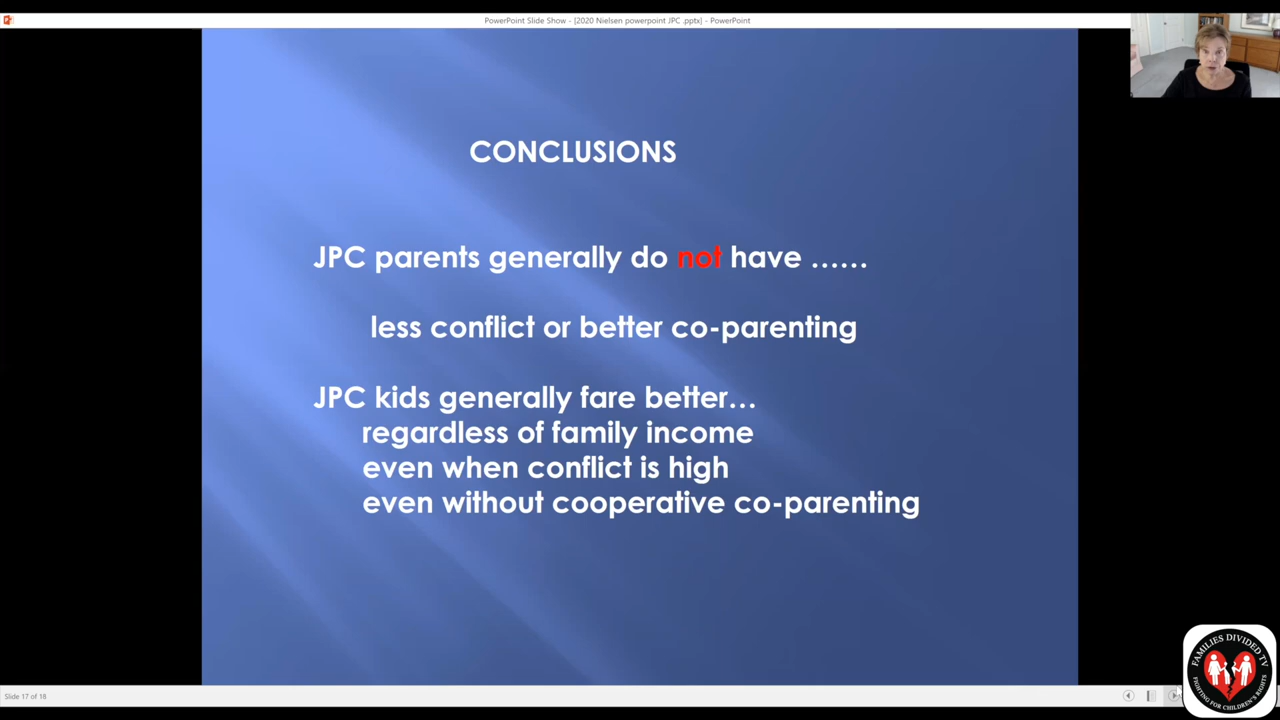 PowerPoint Slide Show - [2020 Nielsen powerpoint JPC .pptx] - PowerPoint
CONCLUSIONS
JPC parents generally do not have ......
less conflict or better co-parenting
JPC kids generally fare better...
regardless of family income
even when conflict is high
even without cooperative co-parenting
Slide 17 of 18
FAMILIES DIVIDED TV
FIGHTING FOR CHILDREN'S RIGHTS